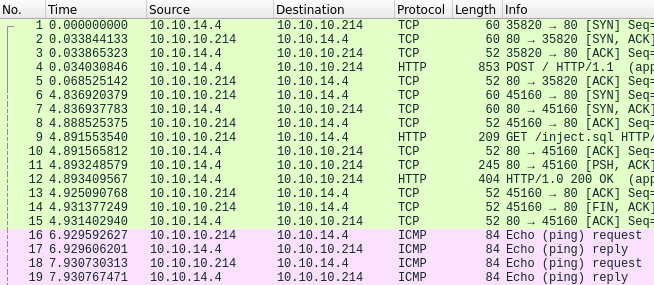 No. Time Source Destination Protocol Length Info
1 0.000000000 10.10.14.4 10.10.10.214 TCP 60 35820 → 80 [SYN] Seq=
2 0.033844133 10.10.10.214 10.10.14.4 TCP 60 80 → 35820 [SYN, ACK]
3 0.033865323 10.10.14.4 10.10.10.214 TCP 52 35820 → 80 [ACK] Seq=
4 0.034030846 10.10.14.4 10.10.10.214 HTTP 853 POST / HTTP/1.1 (app
5 0.068525142 10.10.10.214 10.10.14.4 TCP 52 80 → 35820 [ACK] Seq=
6 4.836920379 10.10.10.214 10.10.14.4 TCP 60 45160 → 80 [SYN] Seq=
7 4.836937783 10.10.14.4 10.10.10.214 TCP 60 80 → 45160 [SYN, ACK]
8 4.888525375 10.10.10.214 10.10.14.4 TCP 52 45160 → 80 [ACK] Seq=
9 4.891553540 10.10.10.214 10.10.14.4 HTTP 209 GET /inject.sql HTTP/
10 4.891565812 10.10.14.4 10.10.10.214 TCP 52 80 → 45160 [ACK] Seq=
11 4.893248579 10.10.14.4 10.10.10.214 TCP 245 80 → 45160 [PSH, ACK]
12 4.893409567 10.10.14.4 10.10.10.214 HTTP 404 HTTP/1.0 200 OK (app
13 4.925090768 10.10.10.214 10.10.14.4 TCP 52 45160 → 80 [ACK] Seq=
14 4.931377249 10.10.10.214 10.10.14.4 TCP 52 45160 → 80 [FIN, ACK]
15 4.931402940 10.10.14.4 10.10.10.214 TCP 52 80 → 45160 [ACK] Seq=
16 6.929592627 10.10.10.214 10.10.14.4 ICMP 84 Echo (ping) request
17 6.929606201 10.10.14.4 10.10.10.214 ICMP 84 Echo (ping) reply
18 7.930730313 10.10.10.214 10.10.14.4 ICMP 84 Echo (ping) request
19 7.930767471 10.10.14.4 10.10.10.214 ICMP 84 Echo (ping) reply